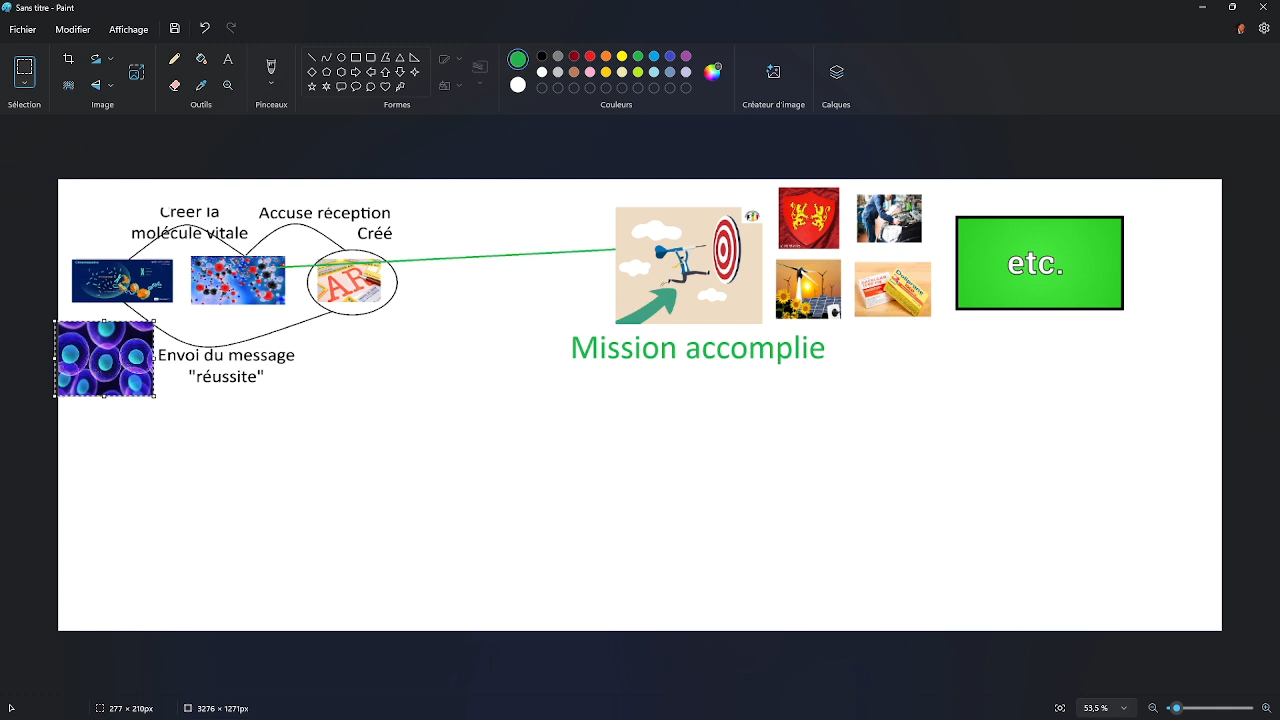 Sans titre - Paint
Fichier Modifier Affichage
Sélection Image Outils Pinceaux Formes Couleurs Créateur d'image Calques
Creer la
molécule vitale
Accuse réception
Créé
AR
Envoi du message
"réussite"
Mission accomplie
Doliprane
etc.
277 × 210px
3276 × 1271px
53,5 %